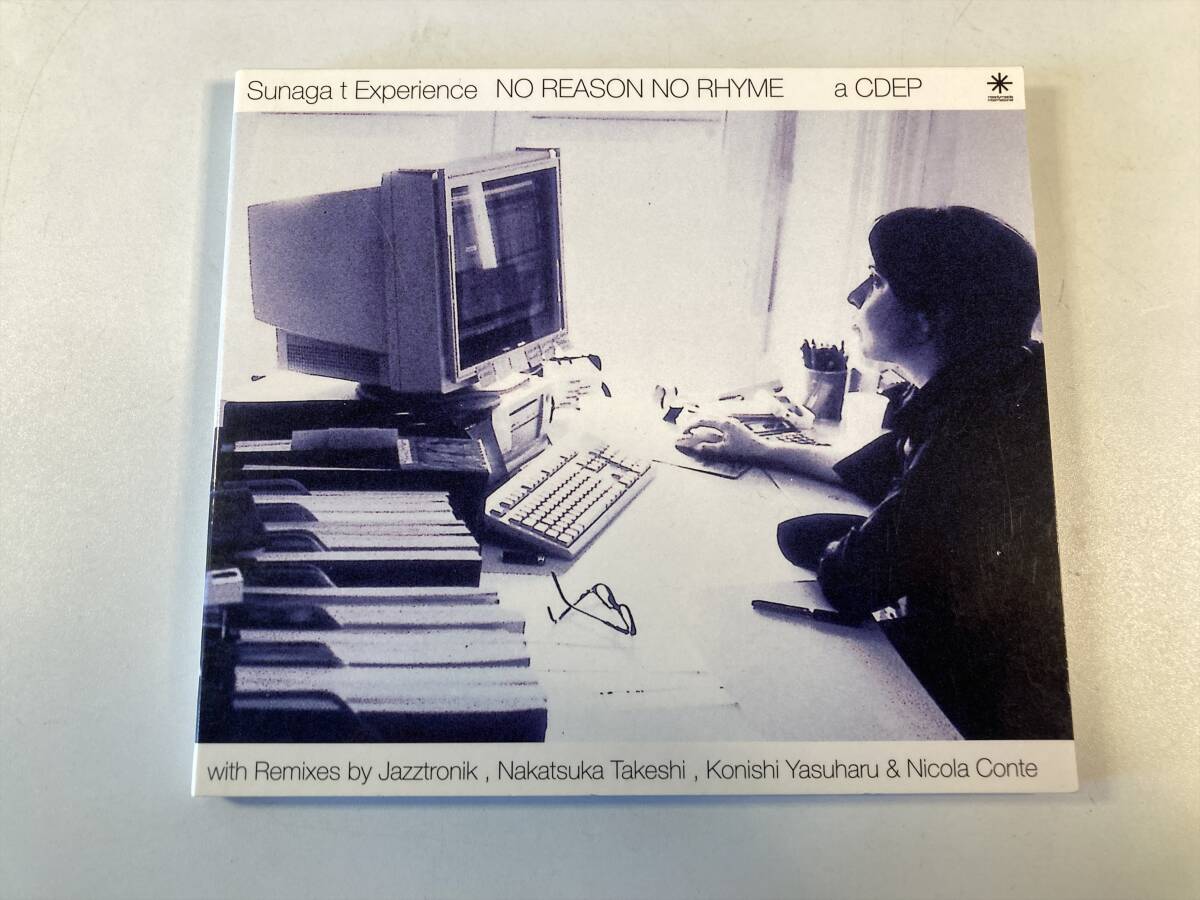 Sunaga t Experience NO REASON NO RHYME a CDEP
with Remixes by Jazztronik , Nakatsuka Takeshi , Konishi Yasuharu & Nicola Conte